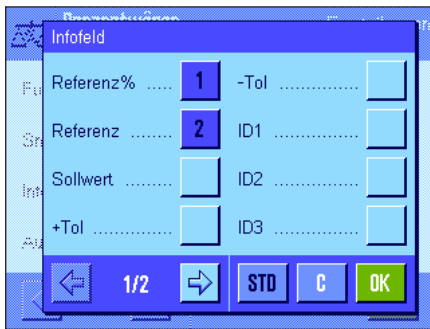 Infofeld
Referenz% ..... 1
Referenz ........ 2
Sollwert .........
+Tol ...............
-Tol ...............
ID1 ................
ID2 ................
ID3 ................
1/2
STD
C
OK